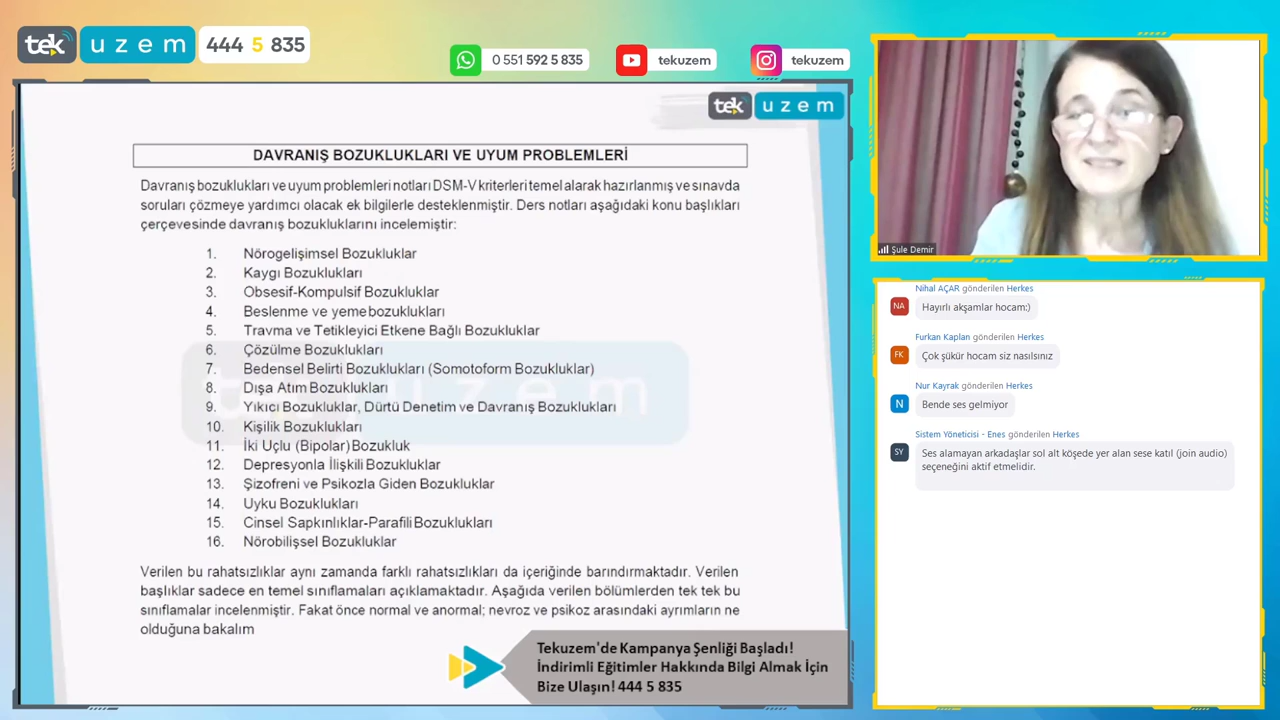 tek uzem 444 5 835
0 551 592 5 835
tekuzem
tekuzem
tek uzem
DAVRANIŞ BOZUKLUKLARI VE UYUM PROBLEMLERİ
Davranış bozuklukları ve uyum problemleri notları DSM-V kriterleri temel alarak hazırlanmış ve sınavda
soruları çözmeye yardımcı olacak ek bilgilerle desteklenmiştir. Ders notları aşağıdaki konu başlıkları
çerçevesinde davranış bozukluklarını incelemiştir:
1. Nörogelişimsel Bozukluklar
2. Kaygı Bozuklukları
3. Obsesif-Kompulsif Bozukluklar
4. Beslenme ve yeme bozuklukları
5. Travma ve Tetikleyici Etkene Bağlı Bozukluklar
6. Çözülme Bozuklukları
7. Bedensel Belirti Bozuklukları (Somotoform Bozukluklar)
8. Dışa Atım Bozuklukları
9. Yıkıcı Bozukluklar, Dürtü Denetim ve Davranış Bozuklukları
10. Kişilik Bozuklukları
11. İki Uçlu (Bipolar) Bozukluk
12. Depresyonla İlişkili Bozukluklar
13. Şizofreni ve Psikozla Giden Bozukluklar
14. Uyku Bozuklukları
15. Cinsel Sapkınlıklar-Parafili Bozuklukları
16. Nörobilişsel Bozukluklar
Verilen bu rahatsızlıklar aynı zamanda farklı rahatsızlıkları da içeriğinde barındırmaktadır. Verilen
başlıklar sadece en temel sınıflamaları açıklamaktadır. Aşağıda verilen bölümlerden tek tek bu
sınıflamalar incelenmiştir. Fakat önce normal ve anormal; nevroz ve psikoz arasındaki ayrımların ne
olduğuna bakalım
Tekuzem'de Kampanya Şenliği Başladı!
İndirimli Eğitimler Hakkında Bilgi Almak İçin
Bize Ulaşın! 444 5 835
Şule Demir
Nihal AÇAR gönderilen Herkes
NA Hayırlı akşamlar hocam:)
Furkan Kaplan gönderilen Herkes
FK Çok şükür hocam siz nasılsınız
Nur Kayrak gönderilen Herkes
N Bende ses gelmiyor
Sistem Yöneticisi - Enes gönderilen Herkes
SY Ses alamayan arkadaşlar sol alt köşede yer alan sese katıl (join audio)
seçeneğini aktif etmelidir.